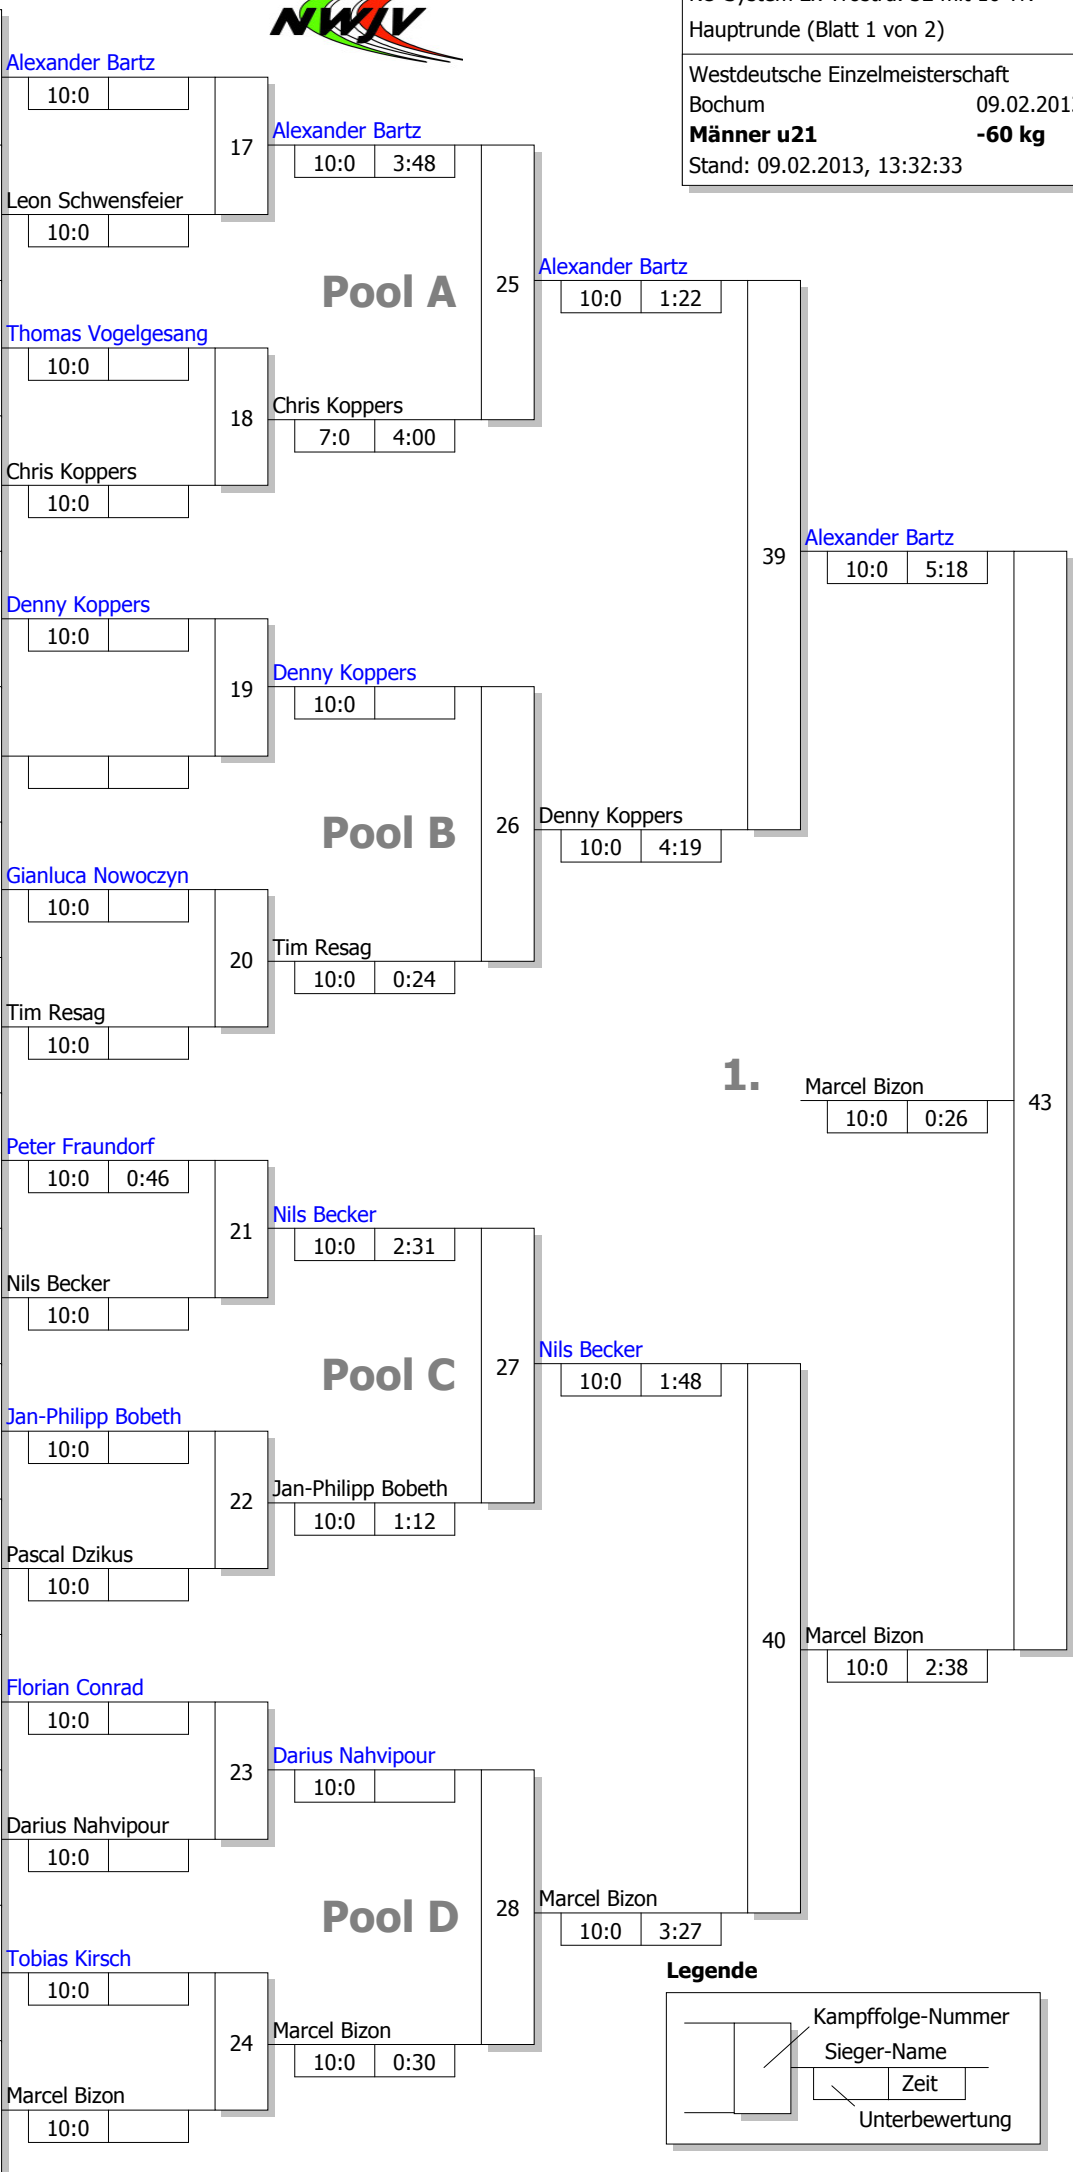 NWJV
Hauptrunde (Blatt 1 von 2)
Westdeutsche Einzelmeisterschaft
Bochum 09.02.2013
Männer u21 -60 kg
Stand: 09.02.2013, 13:32:33
Alexander Bartz
10:0
17
Leon Schwensfeier
10:0
Alexander Bartz
10:0 3:48
Pool A
25
Thomas Vogelgesang
10:0
18
Chris Koppers
10:0
Chris Koppers
7:0 4:00
Alexander Bartz
10:0 1:22
39
Denny Koppers
10:0
19
Denny Koppers
10:0
Pool B
26
Gianluca Nowoczyn
10:0
20
Tim Resag
10:0
Tim Resag
10:0 0:24
Denny Koppers
10:0 4:19
Alexander Bartz
10:0 5:18
1.
Marcel Bizon
10:0 0:26
43
Peter Fraundorf
10:0 0:46
21
Nils Becker
10:0
Nils Becker
10:0 2:31
Pool C
27
Jan-Philipp Bobeth
10:0
22
Pascal Dzikus
10:0
Jan-Philipp Bobeth
10:0 1:12
Nils Becker
10:0 1:48
40
Marcel Bizon
10:0 2:38
Florian Conrad
10:0
23
Darius Nahvipour
10:0
Darius Nahvipour
10:0
Pool D
28
Tobias Kirsch
10:0
24
Marcel Bizon
10:0
Marcel Bizon
10:0 0:30
Marcel Bizon
10:0 3:27
Legende
Kampffolge-Nummer
Sieger-Name
Zeit
Unterbewertung